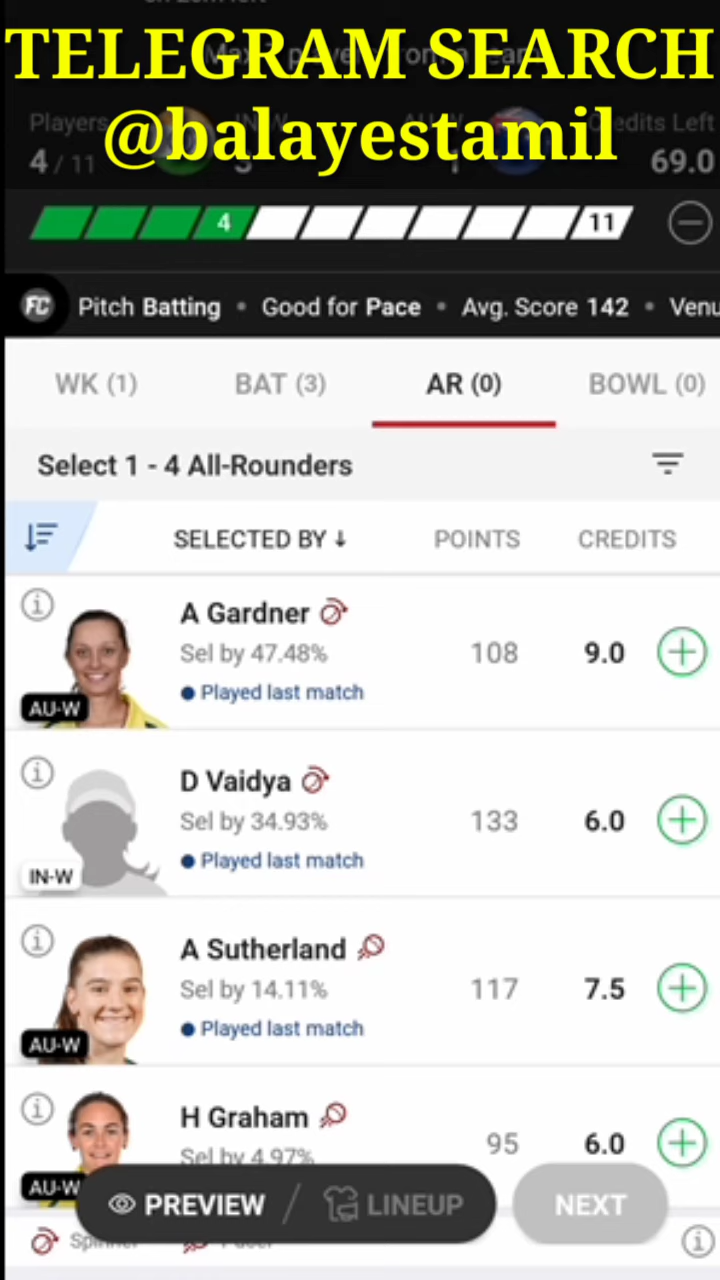 TELEGRAM SEARCH
@balayestamil
Players
Credits Left
4 / 11
69.0
4
11
FC Pitch Batting • Good for Pace • Avg. Score 142 • Venu
WK (1) BAT (3) AR (0) BOWL (0)
Select 1 - 4 All-Rounders
SELECTED BY ↓ POINTS CREDITS
A Gardner
Sel by 47.48% 108 9.0
Played last match
AU-W
D Vaidya
Sel by 34.93% 133 6.0
Played last match
IN-W
A Sutherland
Sel by 14.11% 117 7.5
Played last match
AU-W
H Graham
Sel by 4.97% 95 6.0
AU-W
PREVIEW / LINEUP NEXT
Spinner Pacer